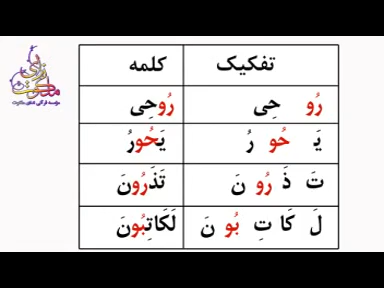 تفکیک کلمه
رُو حِی رُوحِی
یَـ حُو رُ یَحُورُ
تَ ذَ رُو نَ تَذَرُونَ
لَ کَا تِـ بُو نَ لَکَاتِبُونَ